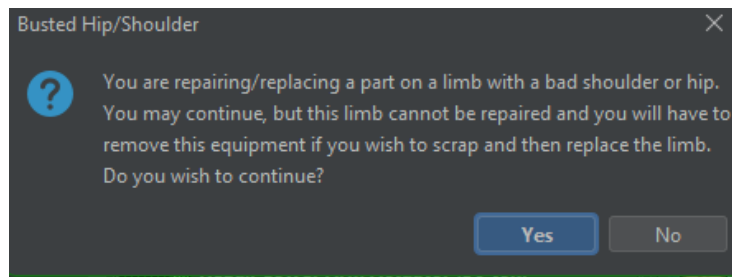 Busted Hip/Shoulder
You are repairing/replacing a part on a limb with a bad shoulder or hip.
You may continue, but this limb cannot be repaired and you will have to
remove this equipment if you wish to scrap and then replace the limb.
Do you wish to continue?
Yes No